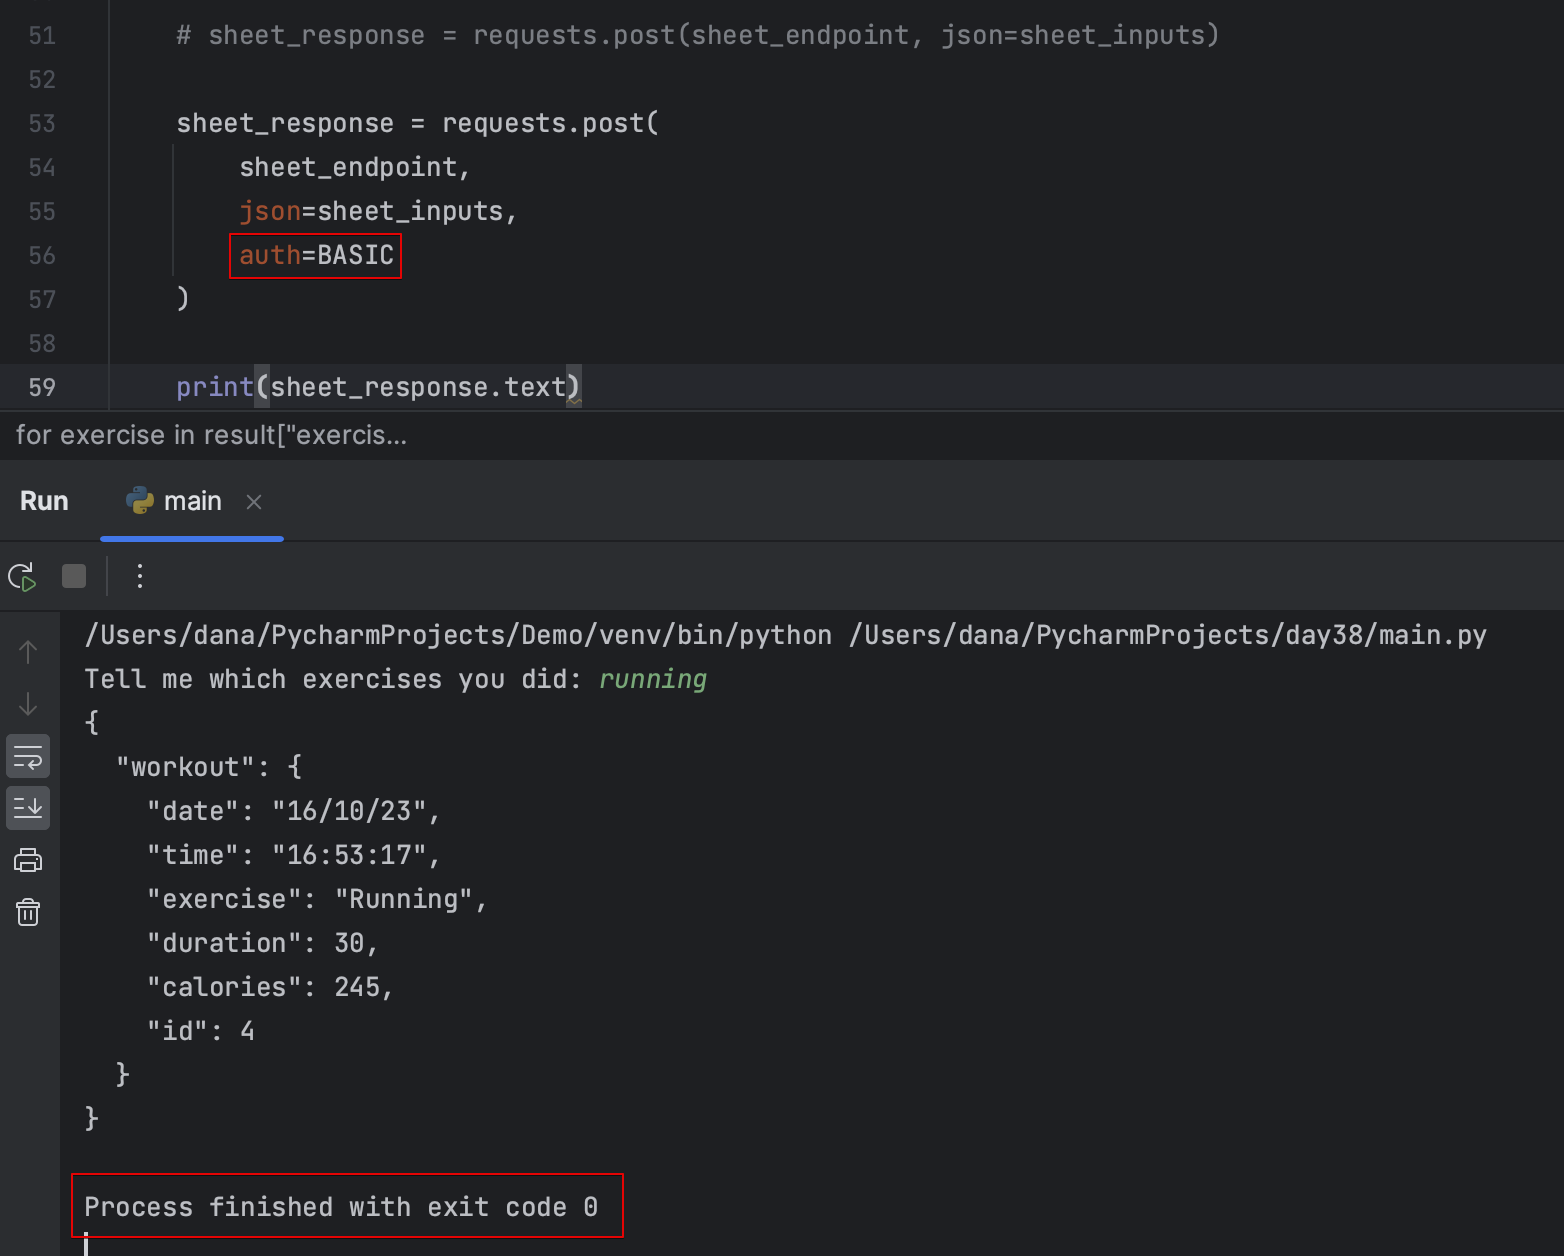 51 # sheet_response = requests.post(sheet_endpoint, json=sheet_inputs)
52
53 sheet_response = requests.post(
54 sheet_endpoint,
55 json=sheet_inputs,
56 auth=BASIC
57 )
58
59 print(sheet_response.text)
for exercise in result["exercis...
Run main
/Users/dana/PycharmProjects/Demo/venv/bin/python /Users/dana/PycharmProjects/day38/main.py
Tell me which exercises you did: running
{
"workout": {
"date": "16/10/23",
"time": "16:53:17",
"exercise": "Running",
"duration": 30,
"calories": 245,
"id": 4
}
}
Process finished with exit code 0